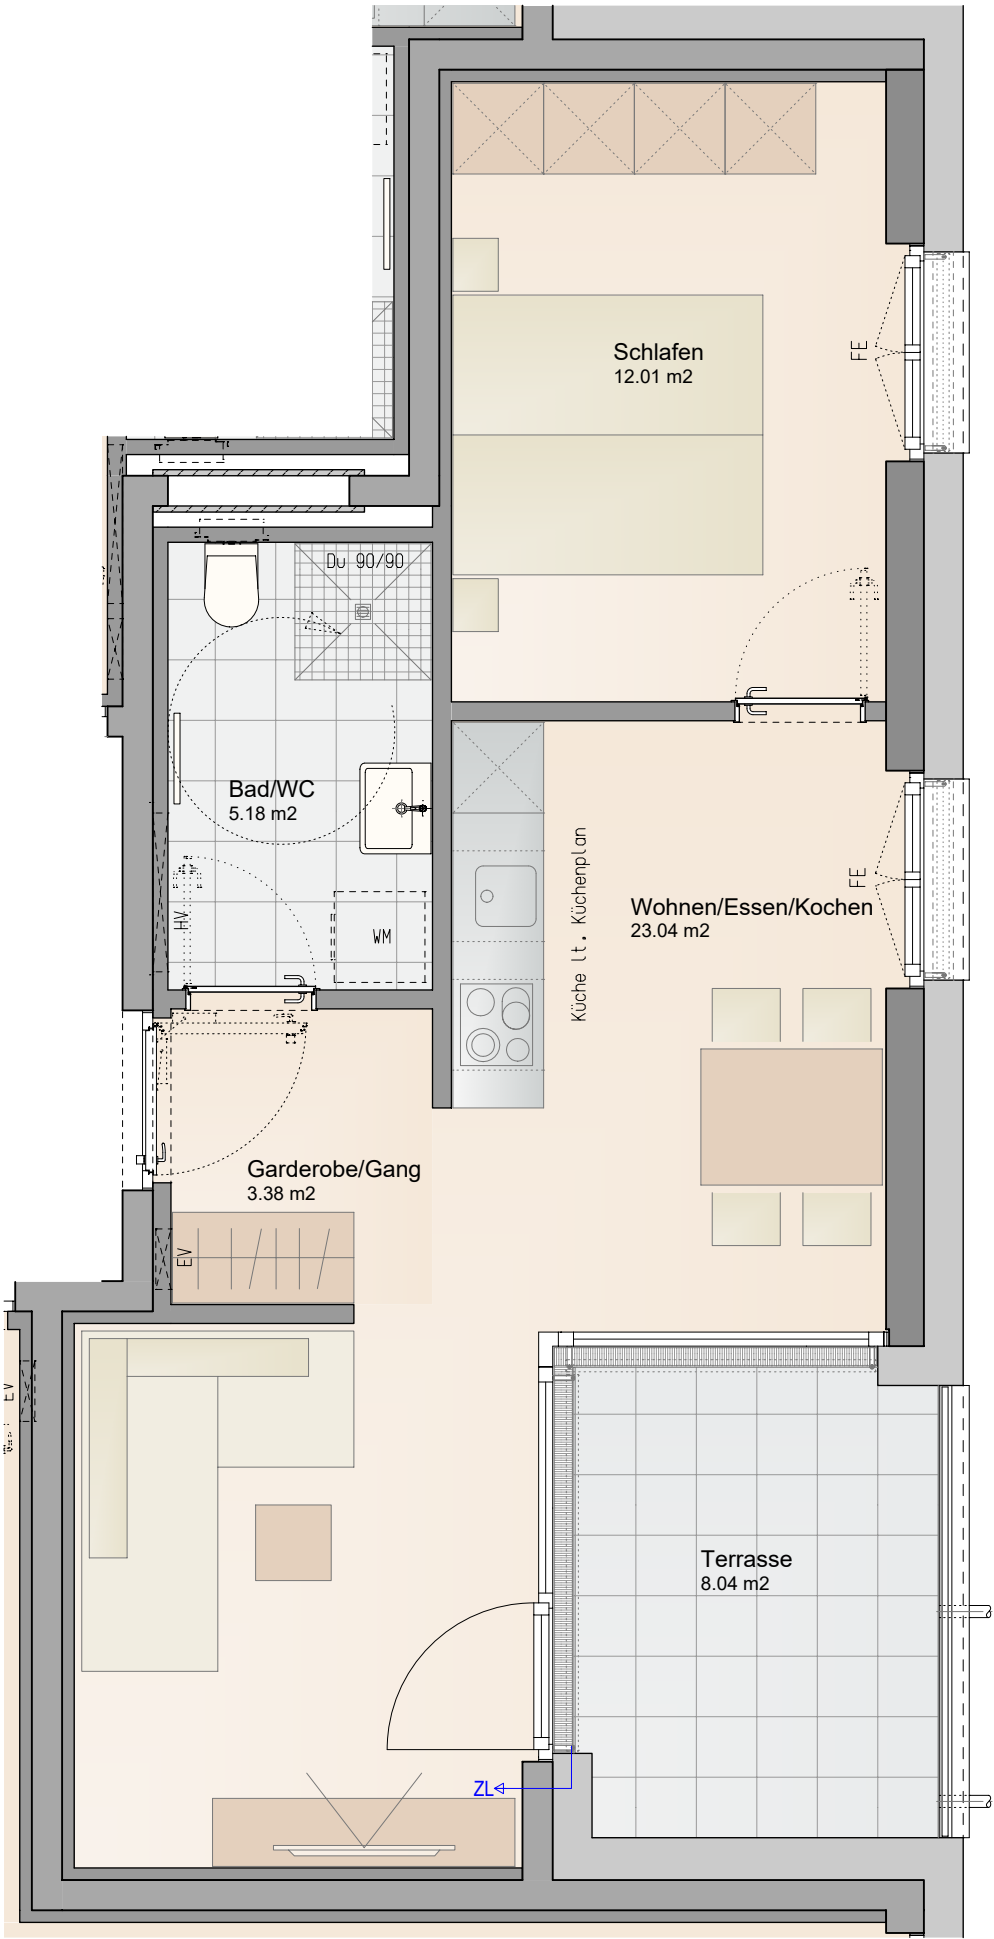 Schlafen
12.01 m2
FE
Du 90/90
Bad/WC
5.18 m2
HV
WM
Küche lt. Küchenplan
FE
Wohnen/Essen/Kochen
23.04 m2
Garderobe/Gang
3.38 m2
EV
EV
Terrasse
8.04 m2
ZL